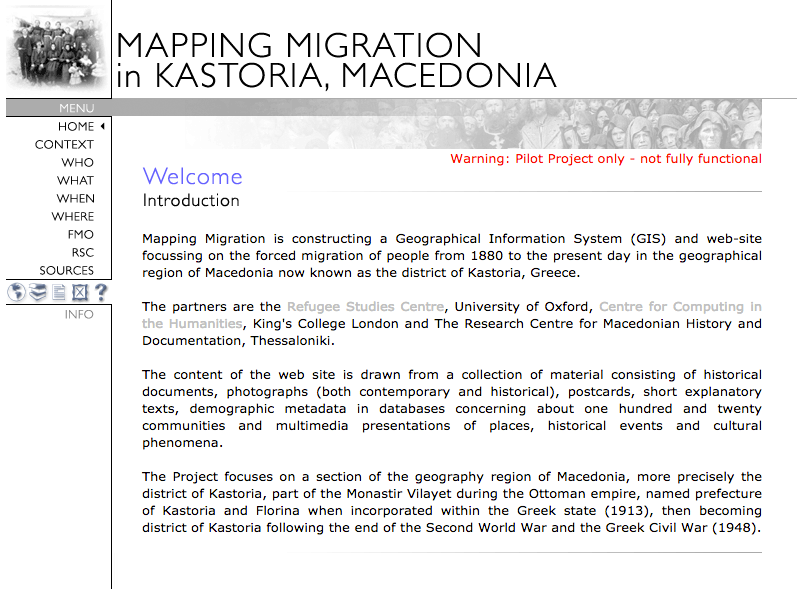 MAPPING MIGRATION
in KASTORIA, MACEDONIA
MENU
HOME
CONTEXT
WHO
WHAT
WHEN
WHERE
FMO
RSC
SOURCES
?
INFO
Warning: Pilot Project only - not fully functional
Welcome
Introduction
Mapping Migration is constructing a Geographical Information System (GIS) and web-site
focussing on the forced migration of people from 1880 to the present day in the geographical
region of Macedonia now known as the district of Kastoria, Greece.
The partners are the Refugee Studies Centre, University of Oxford, Centre for Computing in
the Humanities, King's College London and The Research Centre for Macedonian History and
Documentation, Thessaloniki.
The content of the web site is drawn from a collection of material consisting of historical
documents, photographs (both contemporary and historical), postcards, short explanatory
texts, demographic metadata in databases concerning about one hundred and twenty
communities and multimedia presentations of places, historical events and cultural
phenomena.
The Project focuses on a section of the geography region of Macedonia, more precisely the
district of Kastoria, part of the Monastir Vilayet during the Ottoman empire, named prefecture
of Kastoria and Florina when incorporated within the Greek state (1913), then becoming
district of Kastoria following the end of the Second World War and the Greek Civil War (1948).